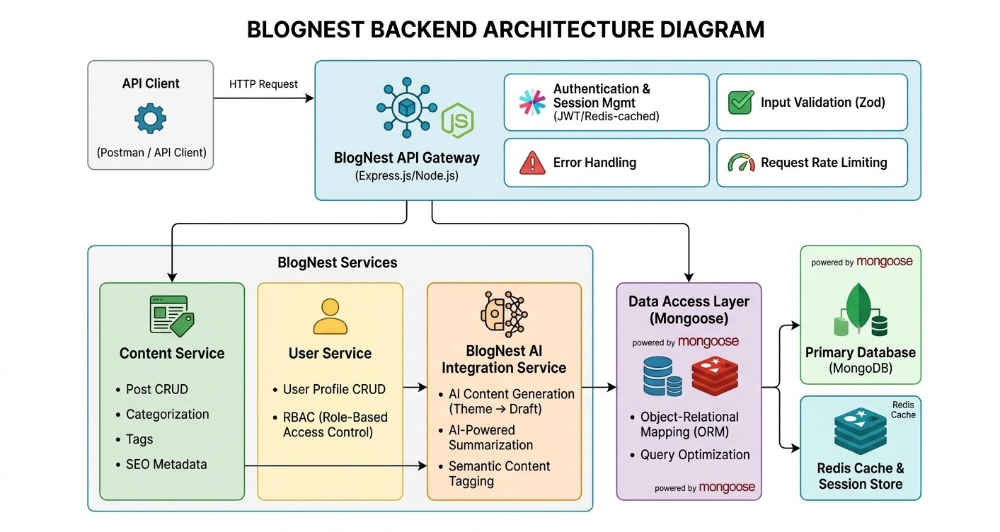 BLOGNEST BACKEND ARCHITECTURE DIAGRAM
API Client
(Postman / API Client)
HTTP Request
JS
BlogNest API Gateway
(Express.js/Node.js)
Authentication &
Session Mgmt
(JWT/Redis-cached)
Input Validation (Zod)
Error Handling
Request Rate Limiting
BlogNest Services
Content Service
• Post CRUD
• Categorization
• Tags
• SEO Metadata
User Service
• User Profile CRUD
• RBAC (Role-Based
Access Control)
BlogNest AI
Integration Service
• AI Content Generation
(Theme → Draft)
• AI-Powered
Summarization
• Semantic Content
Tagging
Data Access Layer
(Mongoose)
powered by mongoose
• Object-Relational
Mapping (ORM)
• Query Optimization
powered by mongoose
powered by mongoose
Primary Database
(MongoDB)
Redis
Cache
Redis Cache &
Session Store